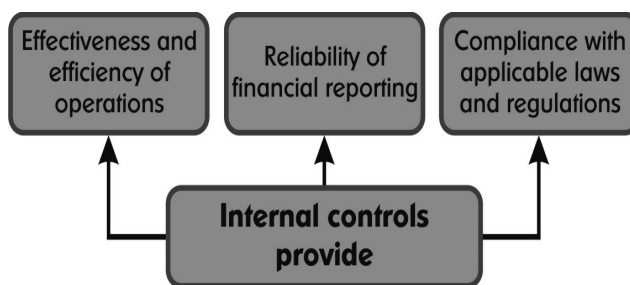 Effectiveness and
efficiency of
operations
Reliability of
financial reporting
Compliance with
applicable laws
and regulations
Internal controls
provide